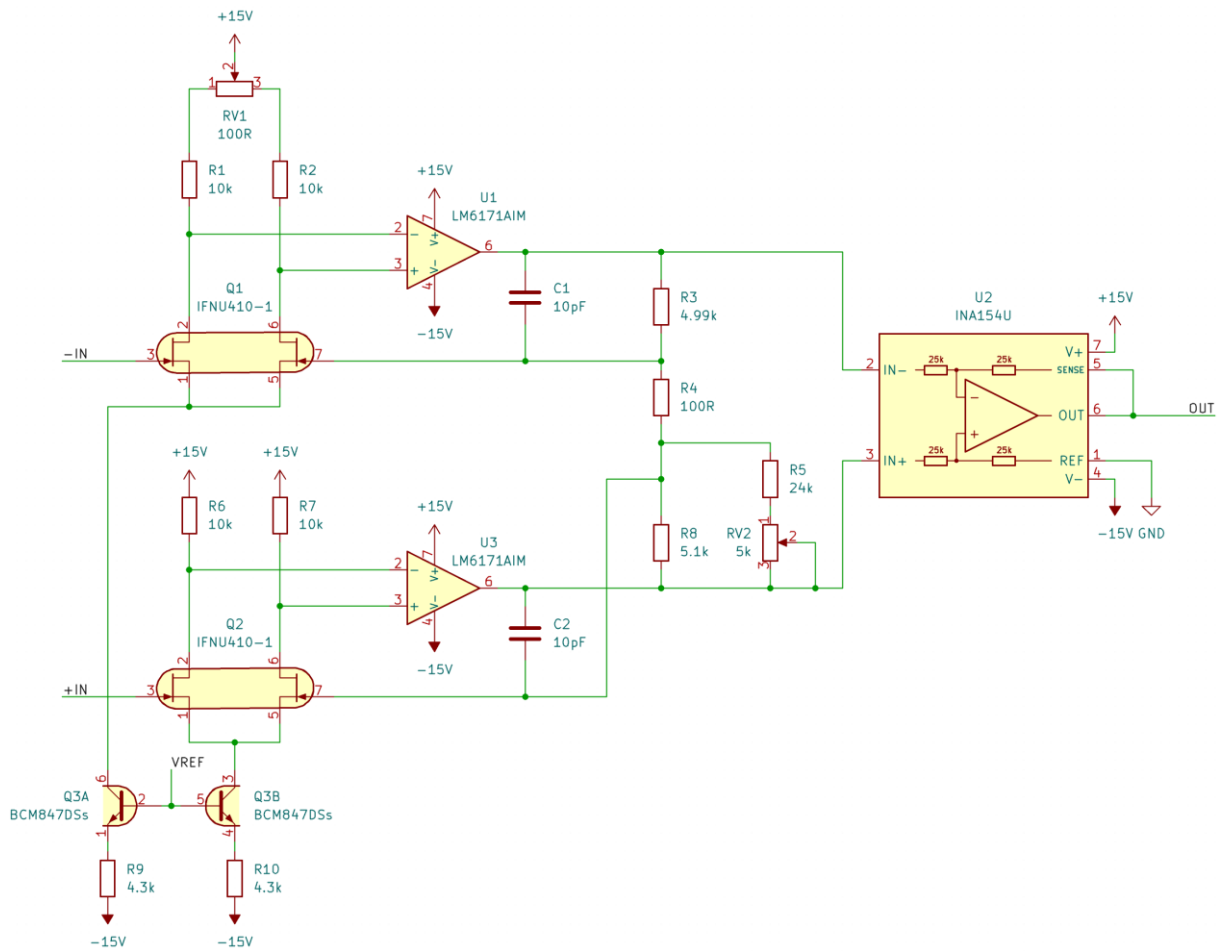 +15V
1
2
3
RV1
100R
R1
10k
R2
10k
+15V
U1
LM6171AIM
2
-
7
V+
6
3
+
V-
4
-15V
C1
10pF
R3
4.99k
Q1
IFNU410-1
2
6
-IN
3
7
1
5
R4
100R
U2
INA154U
+15V
V+
7
2
IN-
25k
25k
SENSE
5
-
OUT
6
OUT
+
3
IN+
25k
25k
REF
1
V-
4
-15V
GND
+15V
+15V
R6
10k
R7
10k
+15V
U3
LM6171AIM
2
-
7
V+
6
3
+
V-
4
-15V
C2
10pF
R5
24k
R8
5.1k
RV2
5k
1
2
3
Q2
IFNU410-1
2
6
+IN
3
7
1
5
VREF
Q3A
BCM847DSs
6
2
1
5
3
4
Q3B
BCM847DSs
R9
4.3k
R10
4.3k
-15V
-15V